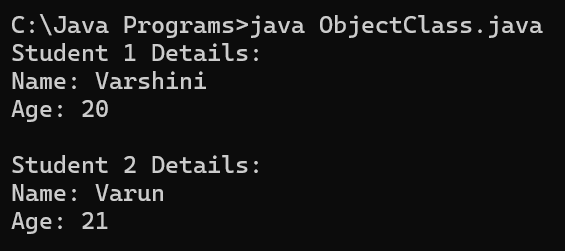 C:\Java Programs>java ObjectClass.java
Student 1 Details:
Name: Varshini
Age: 20
Student 2 Details:
Name: Varun
Age: 21